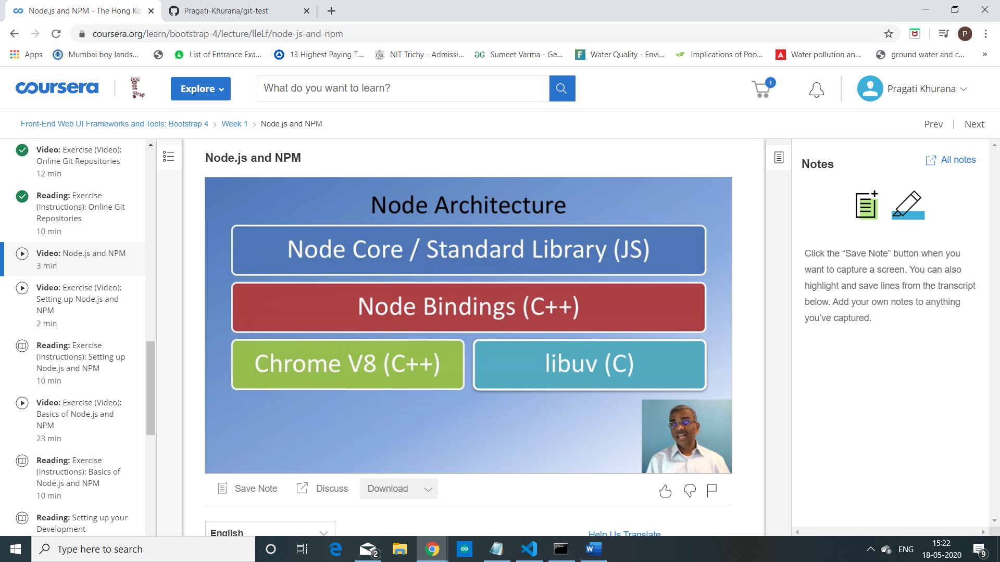 Node.js and NPM - The Hong Ko
Pragati-Khurana/git-test
coursera.org/learn/bootstrap-4/lecture/lleLf/node-js-and-npm
P
Apps
Mumbai boy lands...
List of Entrance Exa...
13 Highest Paying T...
NIT Trichy - Admissi...
Sumeet Varma - Ge...
Water Quality - Envi...
Implications of Poo...
Water pollution an...
ground water and c...
»
coursera
Boot
Strap
Explore
What do you want to learn?
1
Pragati Khurana
Front-End Web UI Frameworks and Tools: Bootstrap 4 > Week 1 > Node.js and NPM
Prev | Next
Video: Exercise (Video):
Online Git Repositories
12 min
Reading: Exercise
(Instructions): Online Git
Repositories
10 min
Video: Node.js and NPM
3 min
Video: Exercise (Video):
Setting up Node.js and
NPM
2 min
Reading: Exercise
(Instructions): Setting up
Node.js and NPM
10 min
Video: Exercise (Video):
Basics of Node.js and
NPM
23 min
Reading: Exercise
(Instructions): Basics of
Node.js and NPM
10 min
Reading: Setting up your
Development
Node.js and NPM
Node Architecture
Node Core / Standard Library (JS)
Node Bindings (C++)
Chrome V8 (C++)
libuv (C)
Save Note
Discuss
Download
English
Help Us Translate
Notes
All notes
Click the “Save Note” button when you
want to capture a screen. You can also
highlight and save lines from the transcript
below. Add your own notes to anything
you’ve captured.
Type here to search
2
ENG
15:22
18-05-2020
9